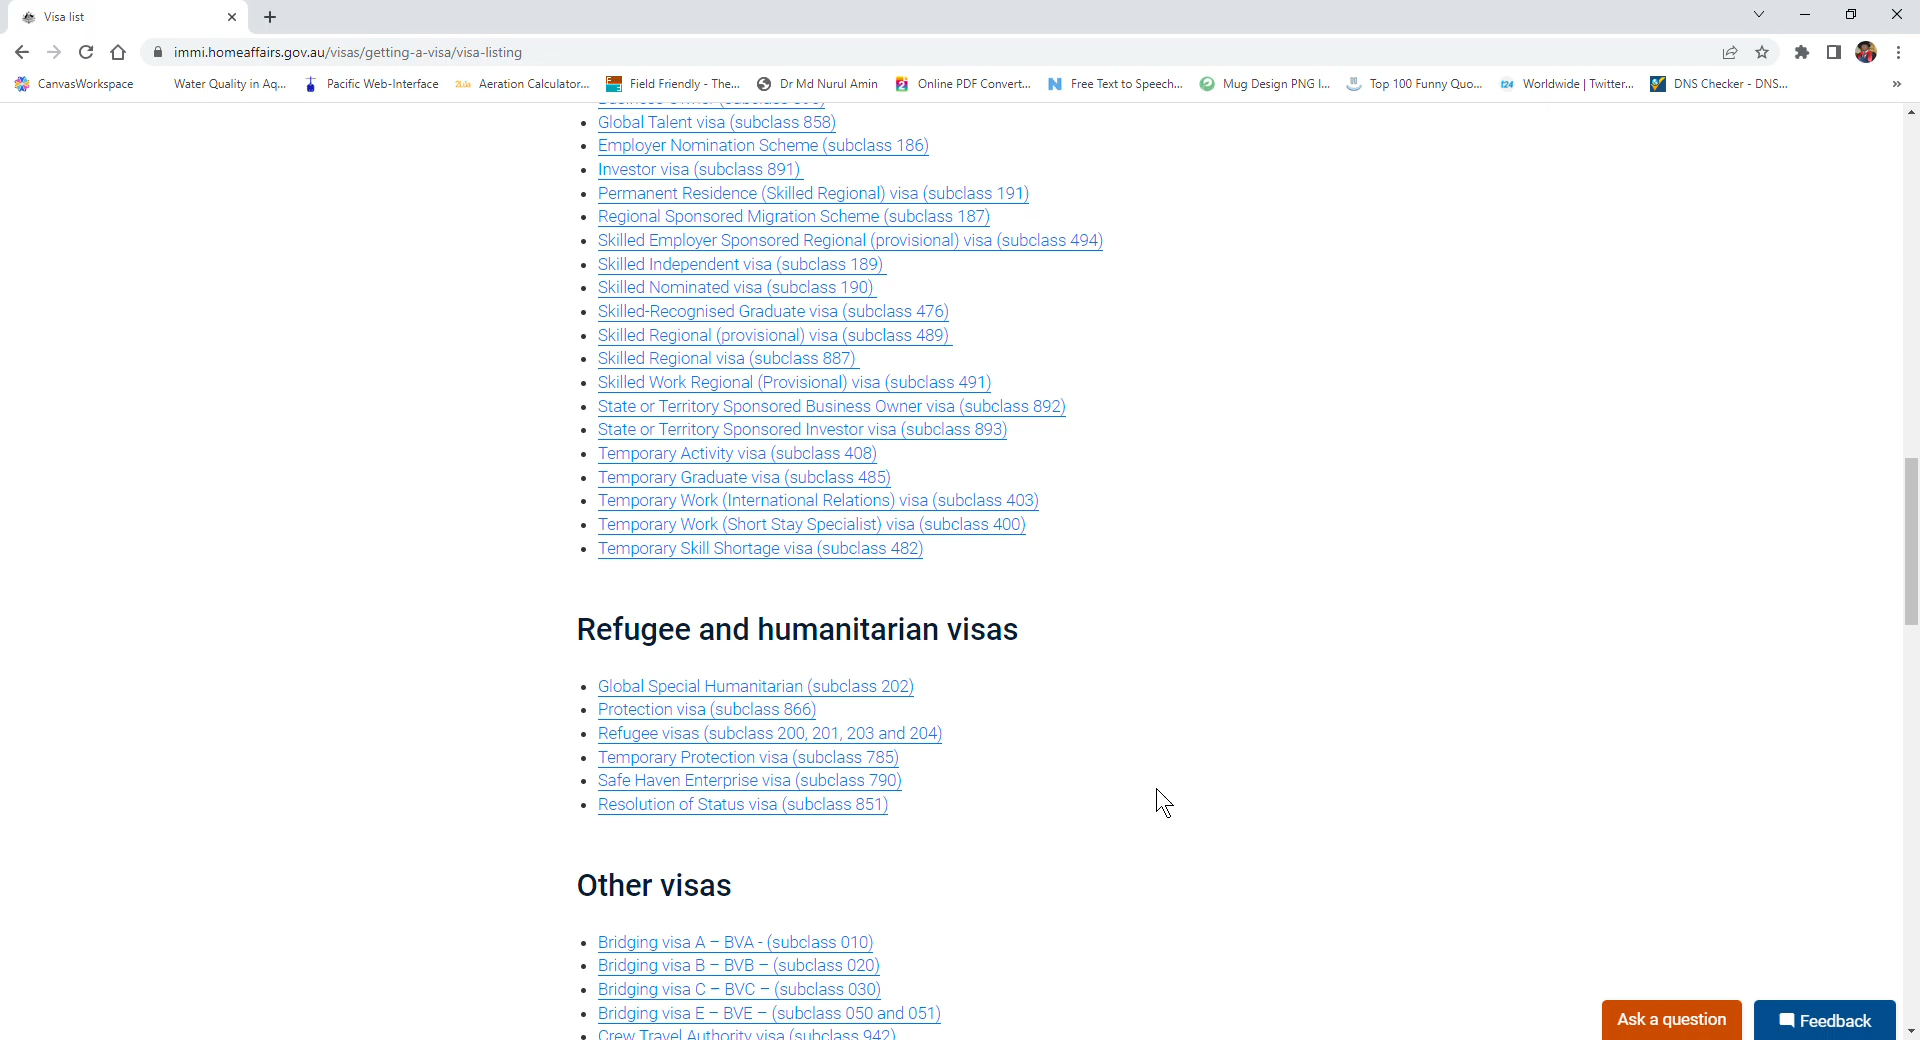 Visa list
immi.homeaffairs.gov.au/visas/getting-a-visa/visa-listing
CanvasWorkspace
Water Quality in Aq...
Pacific Web-Interface
Aeration Calculator...
Field Friendly - The...
Dr Md Nurul Amin
Online PDF Convert...
Free Text to Speech...
Mug Design PNG I...
Top 100 Funny Quo...
t24
Worldwide | Twitter...
DNS Checker - DNS...
Global Talent visa (subclass 858)
Employer Nomination Scheme (subclass 186)
Investor visa (subclass 891)
Permanent Residence (Skilled Regional) visa (subclass 191)
Regional Sponsored Migration Scheme (subclass 187)
Skilled Employer Sponsored Regional (provisional) visa (subclass 494)
Skilled Independent visa (subclass 189)
Skilled Nominated visa (subclass 190)
Skilled-Recognised Graduate visa (subclass 476)
Skilled Regional (provisional) visa (subclass 489)
Skilled Regional visa (subclass 887)
Skilled Work Regional (Provisional) visa (subclass 491)
State or Territory Sponsored Business Owner visa (subclass 892)
State or Territory Sponsored Investor visa (subclass 893)
Temporary Activity visa (subclass 408)
Temporary Graduate visa (subclass 485)
Temporary Work (International Relations) visa (subclass 403)
Temporary Work (Short Stay Specialist) visa (subclass 400)
Temporary Skill Shortage visa (subclass 482)
Refugee and humanitarian visas
Global Special Humanitarian (subclass 202)
Protection visa (subclass 866)
Refugee visas (subclass 200, 201, 203 and 204)
Temporary Protection visa (subclass 785)
Safe Haven Enterprise visa (subclass 790)
Resolution of Status visa (subclass 851)
Other visas
Bridging visa A – BVA - (subclass 010)
Bridging visa B – BVB – (subclass 020)
Bridging visa C – BVC – (subclass 030)
Bridging visa E – BVE – (subclass 050 and 051)
Crew Travel Authority visa (subclass 942)
Ask a question
Feedback